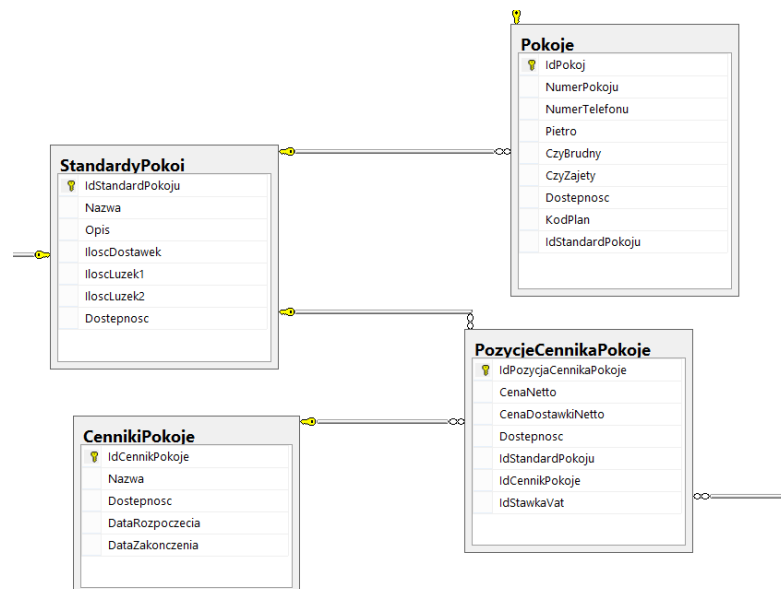 Pokoje
IdPokoj
NumerPokoju
NumerTelefonu
Pietro
CzyBrudny
CzyZajety
Dostepnosc
KodPlan
IdStandardPokoju
StandardyPokoi
IdStandardPokoju
Nazwa
Opis
IloscDostawek
IloscLuzek1
IloscLuzek2
Dostepnosc
PozycjeCennikaPokoje
IdPozycjaCennikaPokoje
CenaNetto
CenaDostawkiNetto
Dostepnosc
IdStandardPokoju
IdCennikPokoje
IdStawkaVat
CennikiPokoje
IdCennikPokoje
Nazwa
Dostepnosc
DataRozpoczecia
DataZakonczenia